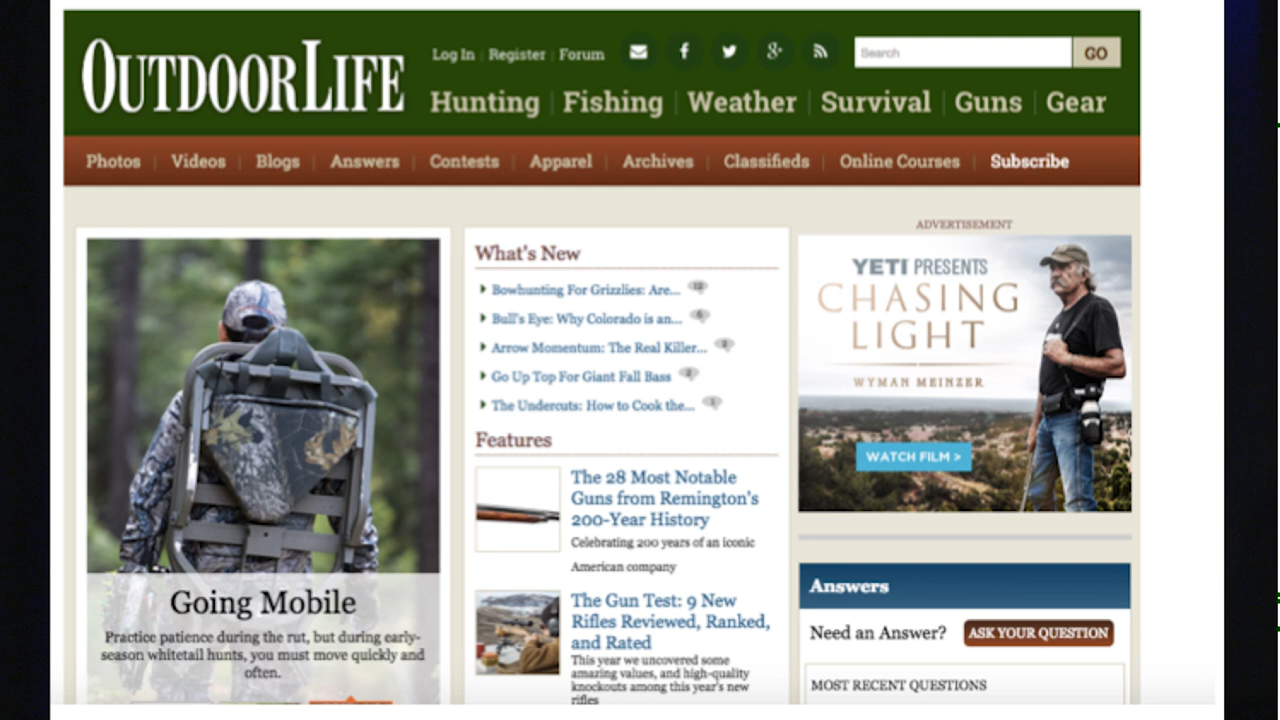 OUTDOORLIFE
Log In Register Forum
Search
GO
Hunting Fishing Weather Survival Guns Gear
Photos Videos Blogs Answers Contests Apparel Archives Classifieds Online Courses Subscribe
Going Mobile
Practice patience during the rut, but during early-
season whitetail hunts, you must move quickly and
often.
What's New
Bowhunting For Grizzlies: Are... 12
Bull's Eye: Why Colorado is an... 6
Arrow Momentum: The Real Killer...
Go Up Top For Giant Fall Bass 2
The Undercuts: How to Cook the... 1
Features
The 28 Most Notable
Guns from Remington's
200-Year History
Celebrating 200 years of an iconic
American company
The Gun Test: 9 New
Rifles Reviewed, Ranked,
and Rated
This year we uncovered some
amazing values, and high-quality
knockouts among this year's new
rifles
ADVERTISEMENT
YETI PRESENTS
CHASING
LIGHT
WYMAN MEINZER
WATCH FILM >
Answers
Need an Answer? ASK YOUR QUESTION
MOST RECENT QUESTIONS